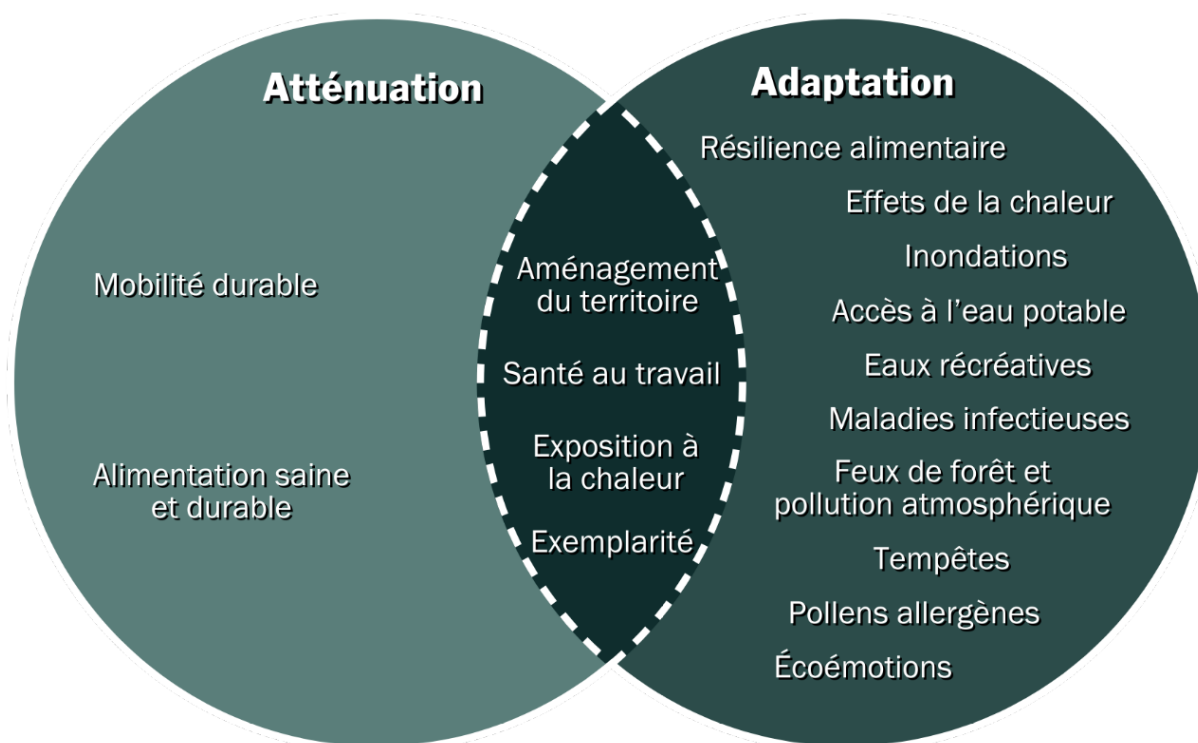 Atténuation
Mobilité durable
Alimentation saine
et durable
Aménagement
du territoire
Santé au travail
Exposition à
la chaleur
Exemplarité
Adaptation
Résilience alimentaire
Effets de la chaleur
Inondations
Accès à l'eau potable
Eaux récréatives
Maladies infectieuses
Feux de forêt et
pollution atmosphérique
Tempêtes
Pollens allergènes
Écoémotions